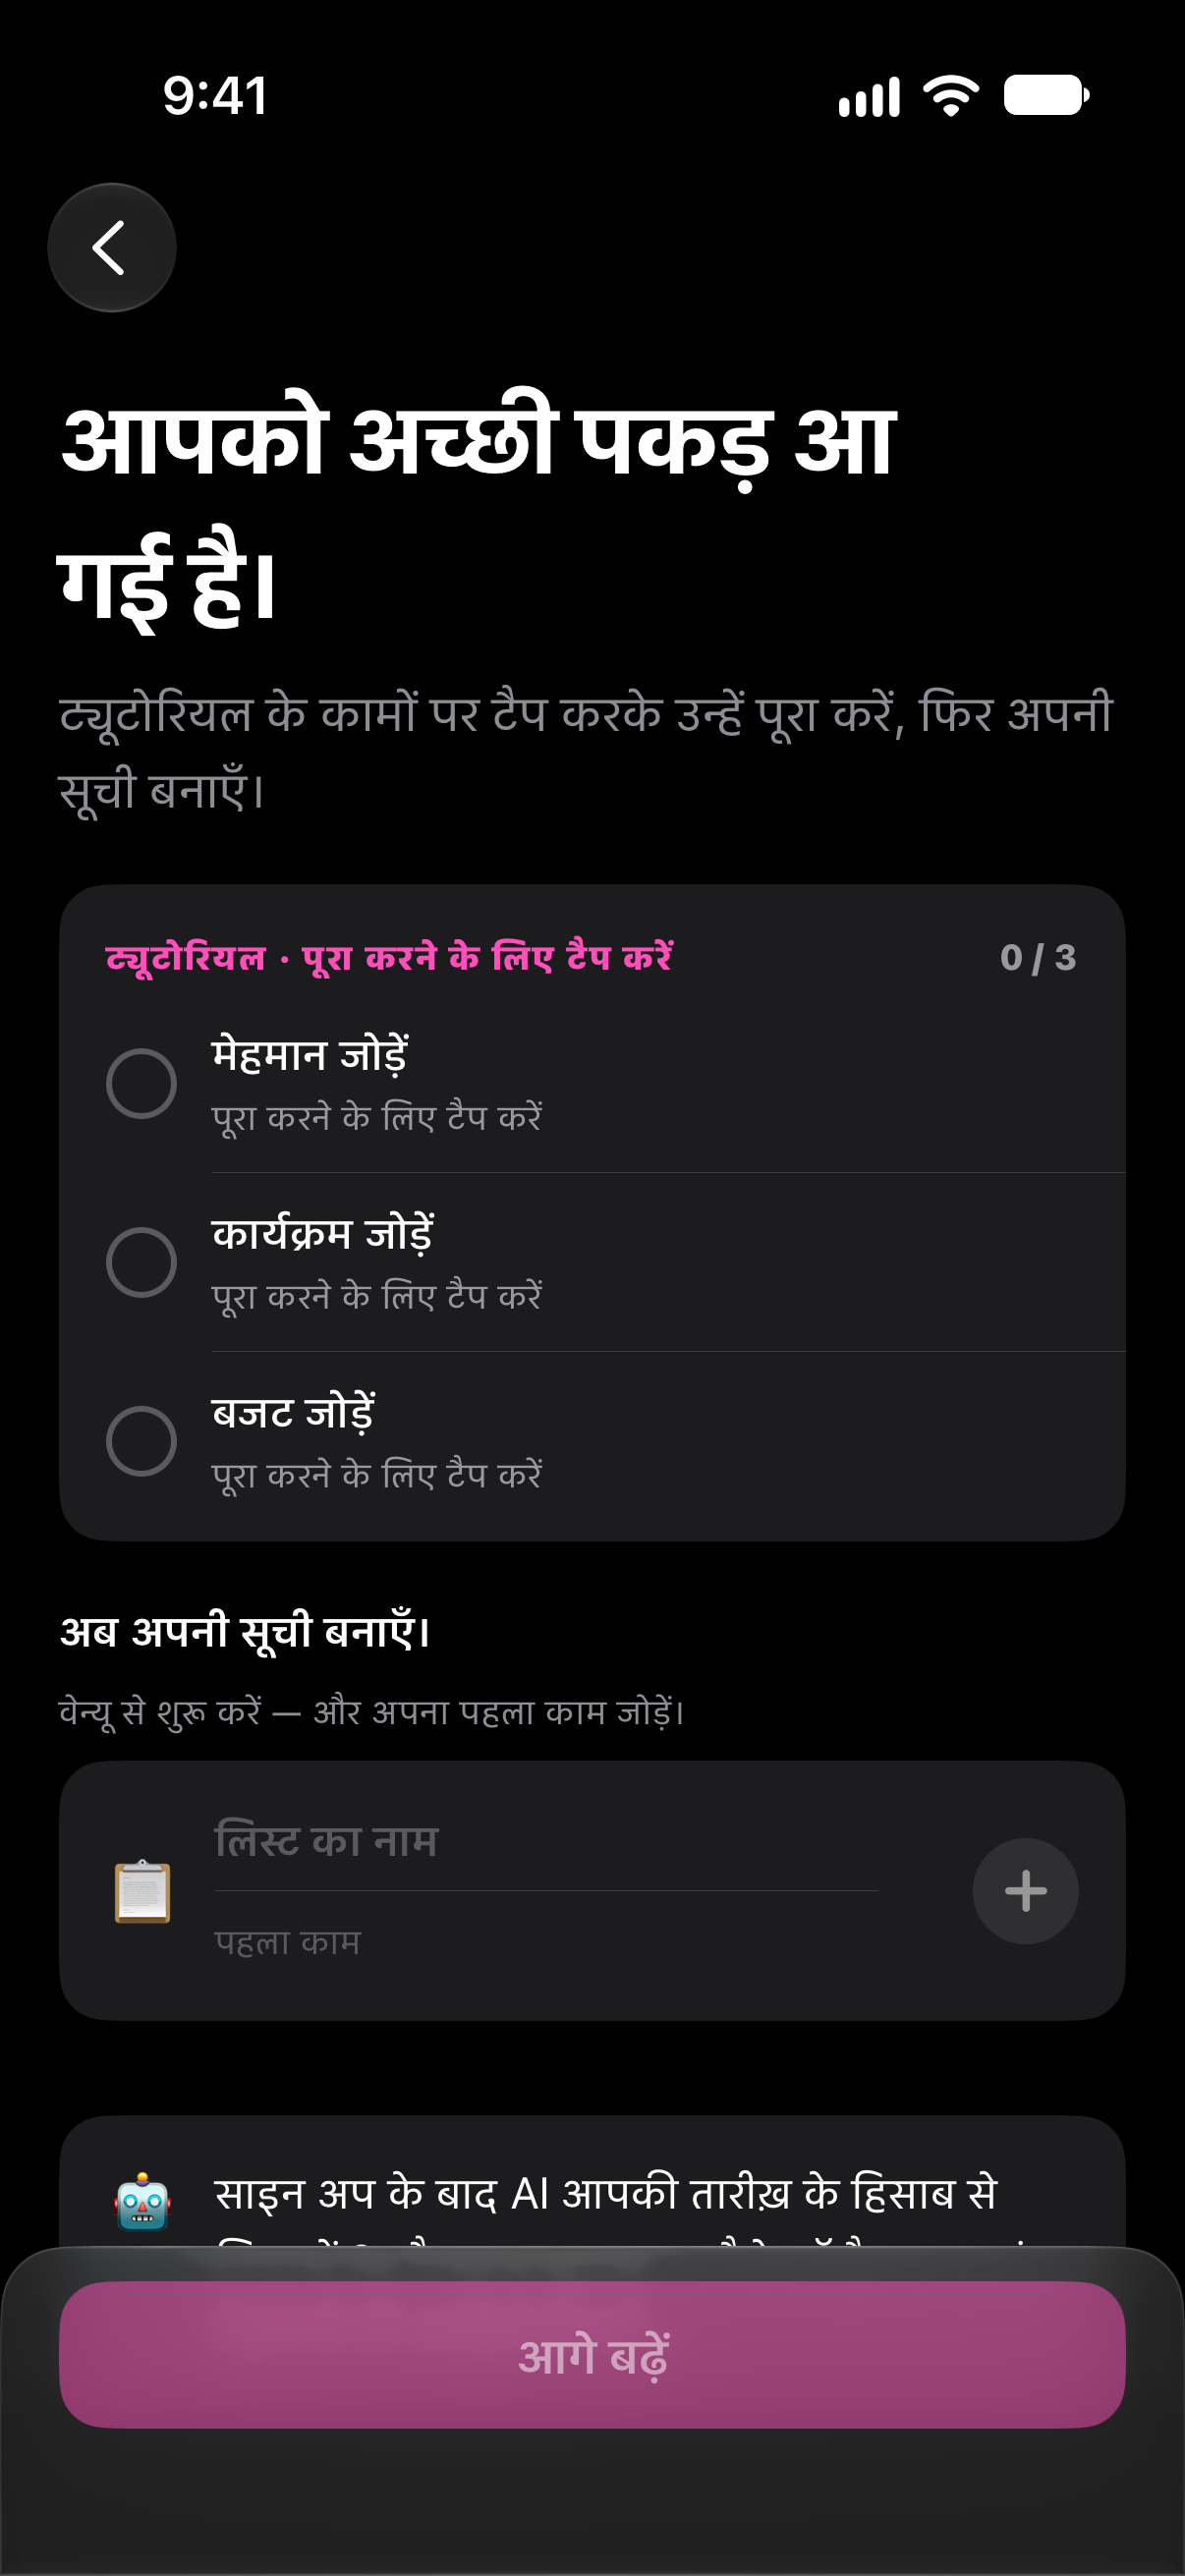 9:41
आपको अच्छी पकड़ आ
गई है।
ट्यूटोरियल के कामों पर टैप करके उन्हें पूरा करें, फिर अपनी
सूची बनाएँ।
ट्यूटोरियल · पूरा करने के लिए टैप करें 0 / 3
मेहमान जोड़ें
पूरा करने के लिए टैप करें
कार्यक्रम जोड़ें
पूरा करने के लिए टैप करें
बजट जोड़ें
पूरा करने के लिए टैप करें
अब अपनी सूची बनाएँ।
वेन्यू से शुरू करें — और अपना पहला काम जोड़ें।
लिस्ट का नाम
पहला काम
साइन अप के बाद AI आपकी तारीख़ के हिसाब से
आगे बढ़ें